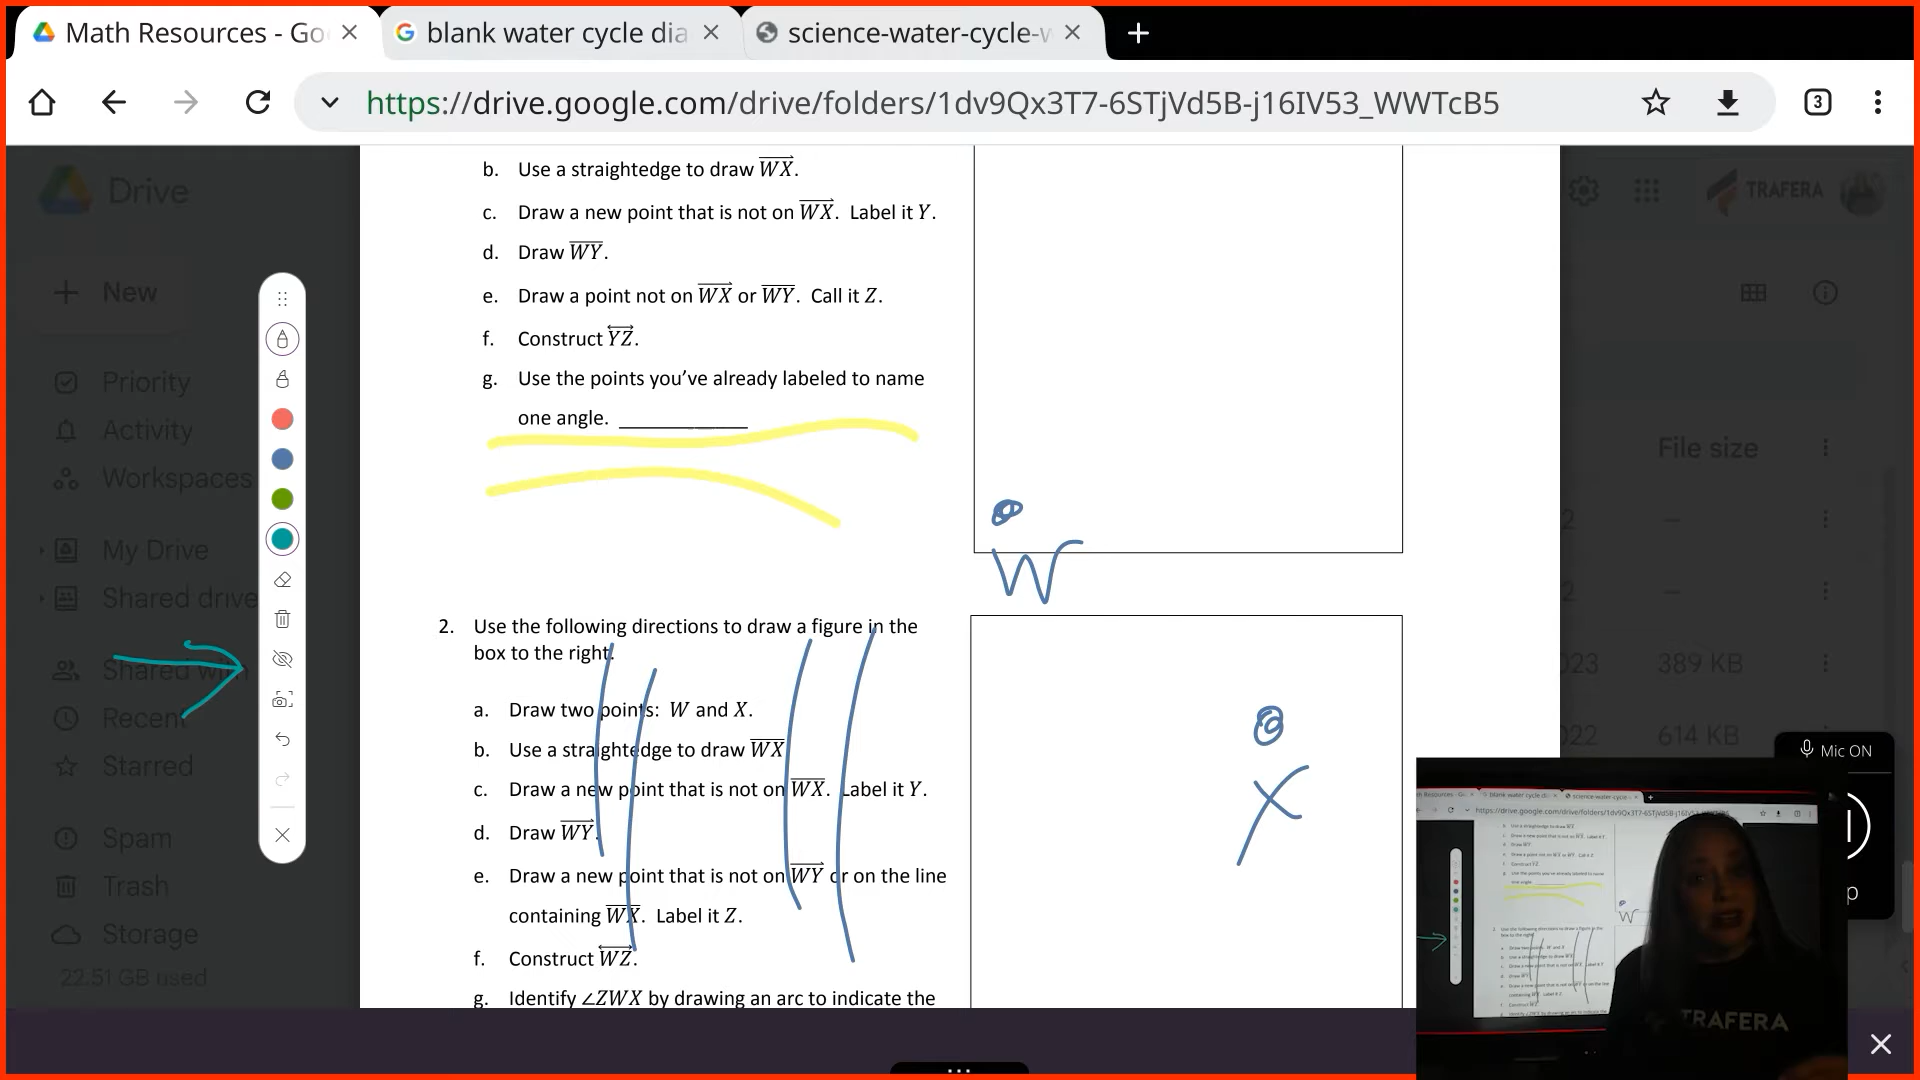 Math Resources - Go
blank water cycle dia
science-water-cycle-w
https://drive.google.com/drive/folders/1dv9Qx3T7-6STjVd5B-j16IV53_WWTcB5
3
Drive
TRAFERA
New
Priority
Activity
Workspaces
My Drive
Shared drive
Shared with
Recent
Starred
Spam
Trash
Storage
22.51 GB used
b. Use a straightedge to draw WX.
c. Draw a new point that is not on WX. Label it Y.
d. Draw WY.
e. Draw a point not on WX or WY. Call it Z.
f. Construct YZ.
g. Use the points you’ve already labeled to name
one angle. ____________
W
2. Use the following directions to draw a figure in the
box to the right.
a. Draw two points: W and X.
b. Use a straightedge to draw WX
c. Draw a new point that is not on WX. Label it Y.
d. Draw WY.
e. Draw a new point that is not on WY or on the line
containing WX. Label it Z.
f. Construct WZ.
g. Identify ∠ZWX by drawing an arc to indicate the
X
File size
2 —
2 —
023 389 KB
022 614 KB
Mic ON
p
TRAFERA